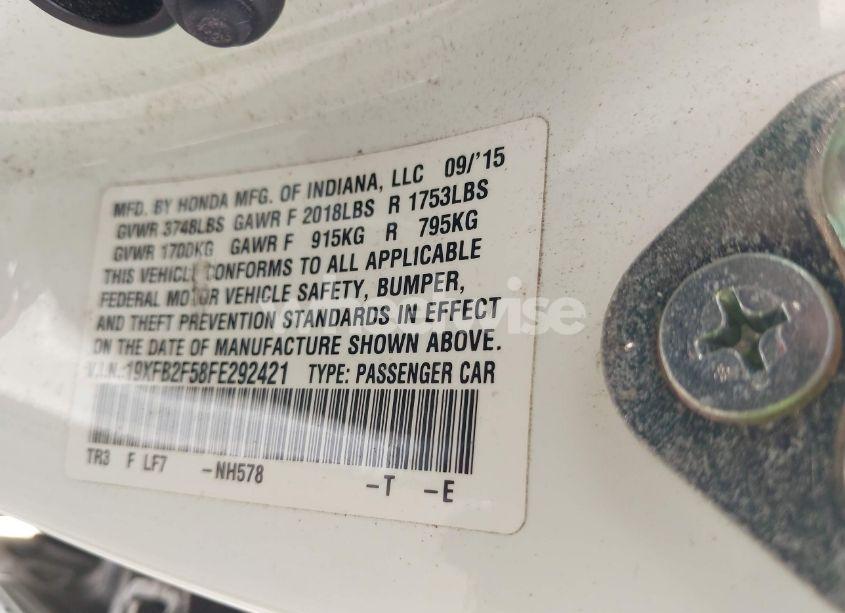 MFD. BY HONDA MFG. OF INDIANA, LLC 09/'15
GVWR 3748LBS GAWR F 2018LBS R 1753LBS
GVWR 1700KG GAWR F 915KG R 795KG
THIS VEHICLE CONFORMS TO ALL APPLICABLE
FEDERAL MOTOR VEHICLE SAFETY, BUMPER,
AND THEFT PREVENTION STANDARDS IN EFFECT
ON THE DATE OF MANUFACTURE SHOWN ABOVE.
V.I.N.:19XFB2F58FE292421 TYPE: PASSENGER CAR
TR3 F LF7 -NH578 -T -E